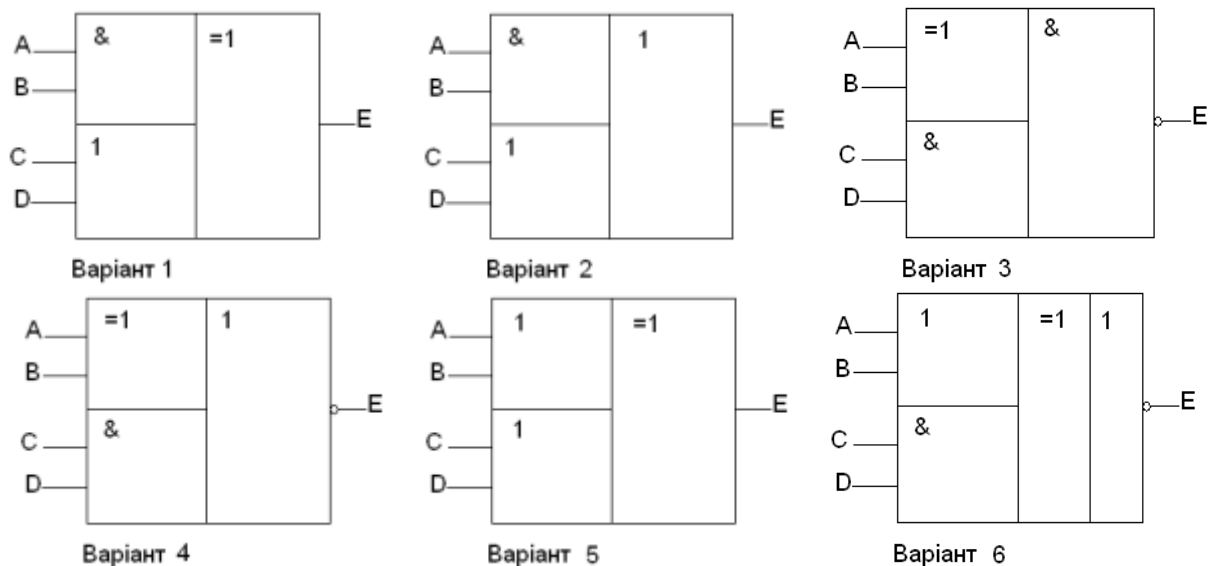 & =1
A
B
E
1
C
D
Варіант 1
& 1
A
B
E
1
C
D
Варіант 2
=1 &
A
B
E
&
C
D
Варіант 3
=1 1
A
B
E
&
C
D
Варіант 4
1 =1
A
B
E
1
C
D
Варіант 5
1 =1 1
A
B
E
&
C
D
Варіант 6